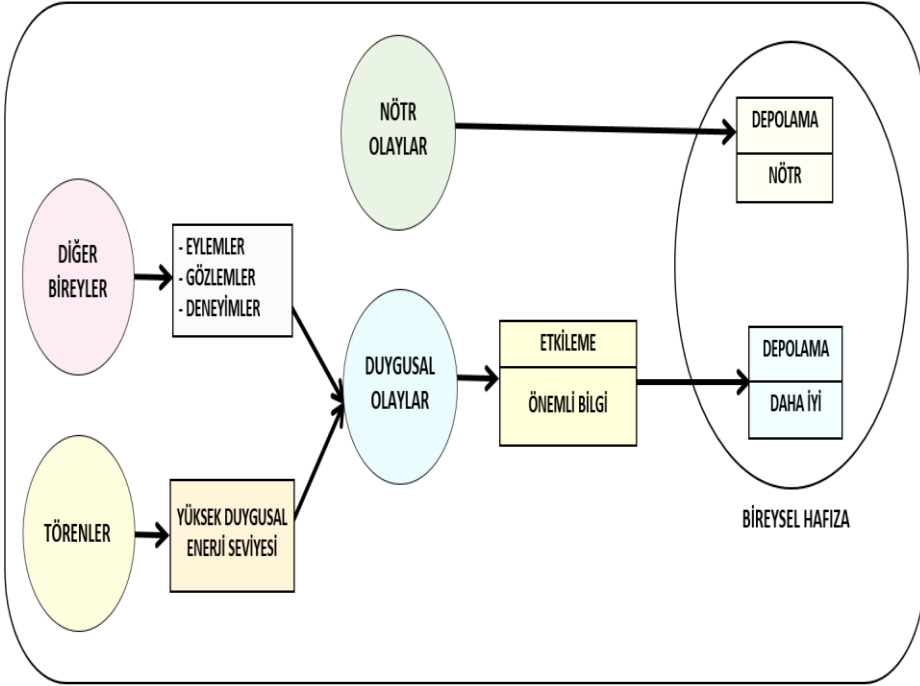 NÖTR
OLAYLAR
DEPOLAMA
NÖTR
DİĞER
BİREYLER
- EYLEMLER
- GÖZLEMLER
- DENEYİMLER
DUYGUSAL
OLAYLAR
ETKİLEME
ÖNEMLİ BİLGİ
DEPOLAMA
DAHA İYİ
BİREYSEL HAFIZA
TÖRENLER
YÜKSEK DUYGUSAL
ENERJİ SEVİYESİ